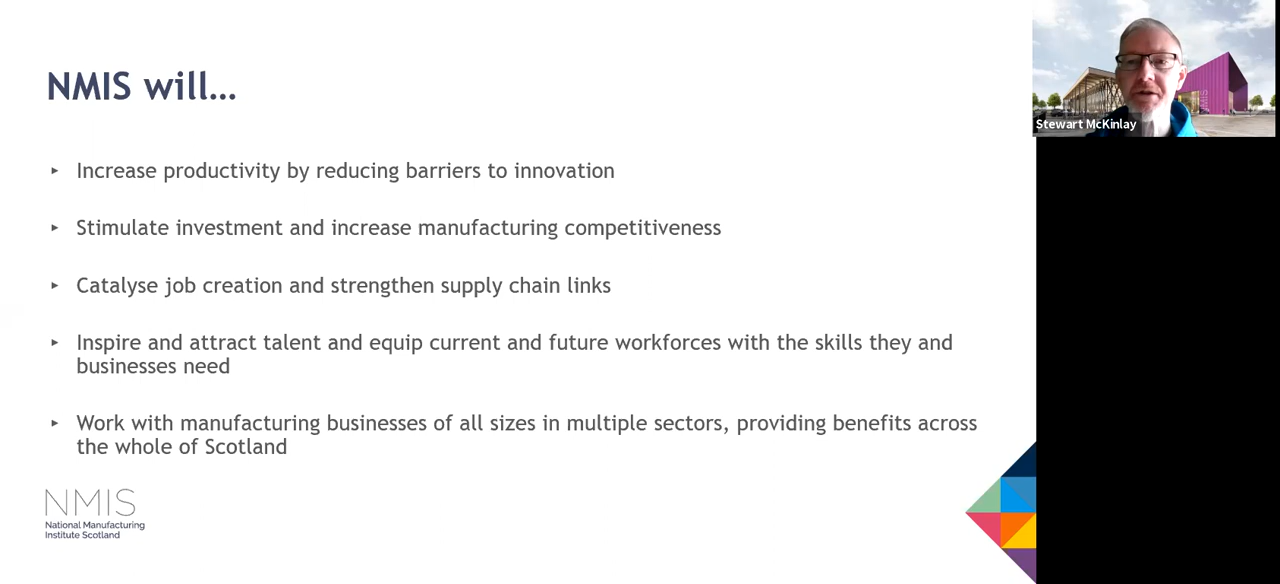 NMIS will...
Stewart McKinlay
‣ Increase productivity by reducing barriers to innovation
‣ Stimulate investment and increase manufacturing competitiveness
‣ Catalyse job creation and strengthen supply chain links
‣ Inspire and attract talent and equip current and future workforces with the skills they and
businesses need
‣ Work with manufacturing businesses of all sizes in multiple sectors, providing benefits across
the whole of Scotland
NMIS
National Manufacturing
Institute Scotland